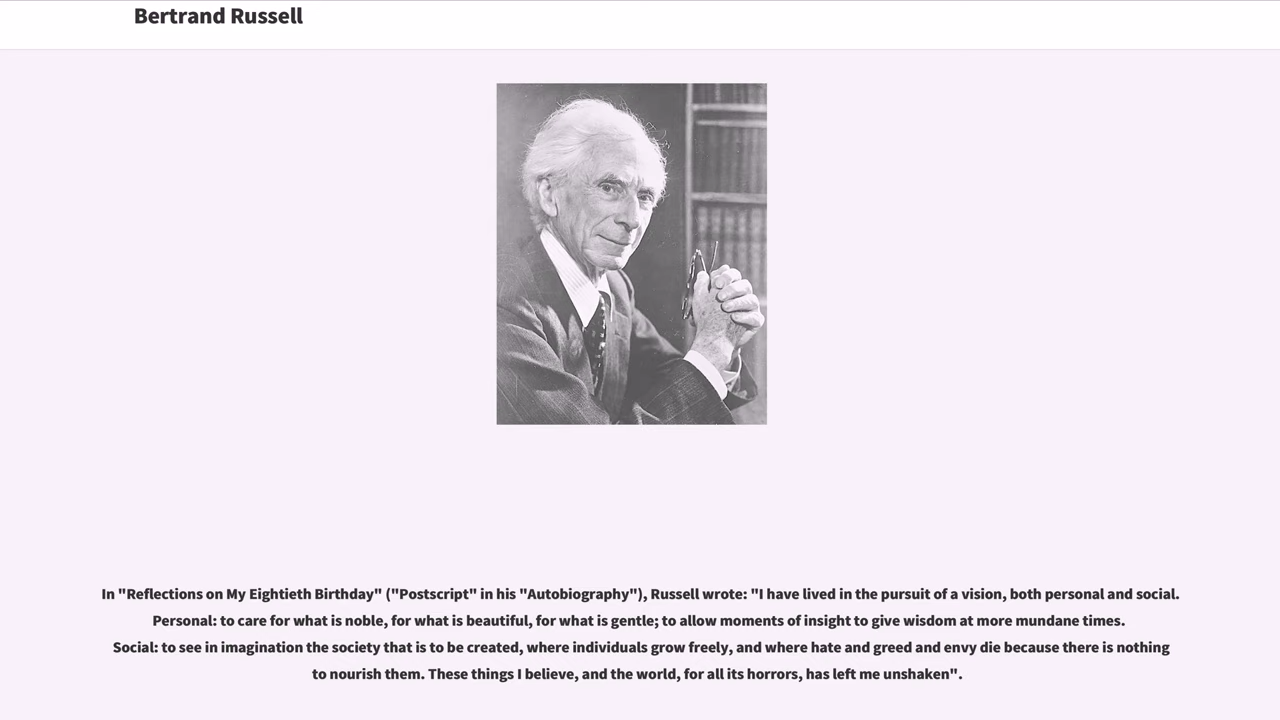 Bertrand Russell
In "Reflections on My Eightieth Birthday" ("Postscript" in his "Autobiography"), Russell wrote: "I have lived in the pursuit of a vision, both personal and social.
Personal: to care for what is noble, for what is beautiful, for what is gentle; to allow moments of insight to give wisdom at more mundane times.
Social: to see in imagination the society that is to be created, where individuals grow freely, and where hate and greed and envy die because there is nothing
to nourish them. These things I believe, and the world, for all its horrors, has left me unshaken".